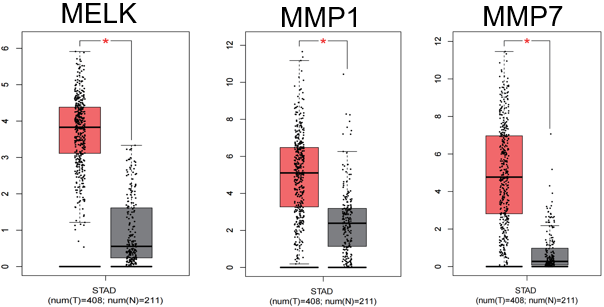 MELK
MMP1
MMP7
6
5
4
3
2
1
0
*
STAD
(num(T)=408; num(N)=211)
12
10
8
6
4
2
0
*
STAD
(num(T)=408; num(N)=211)
12
10
8
6
4
2
0
*
STAD
(num(T)=408; num(N)=211)